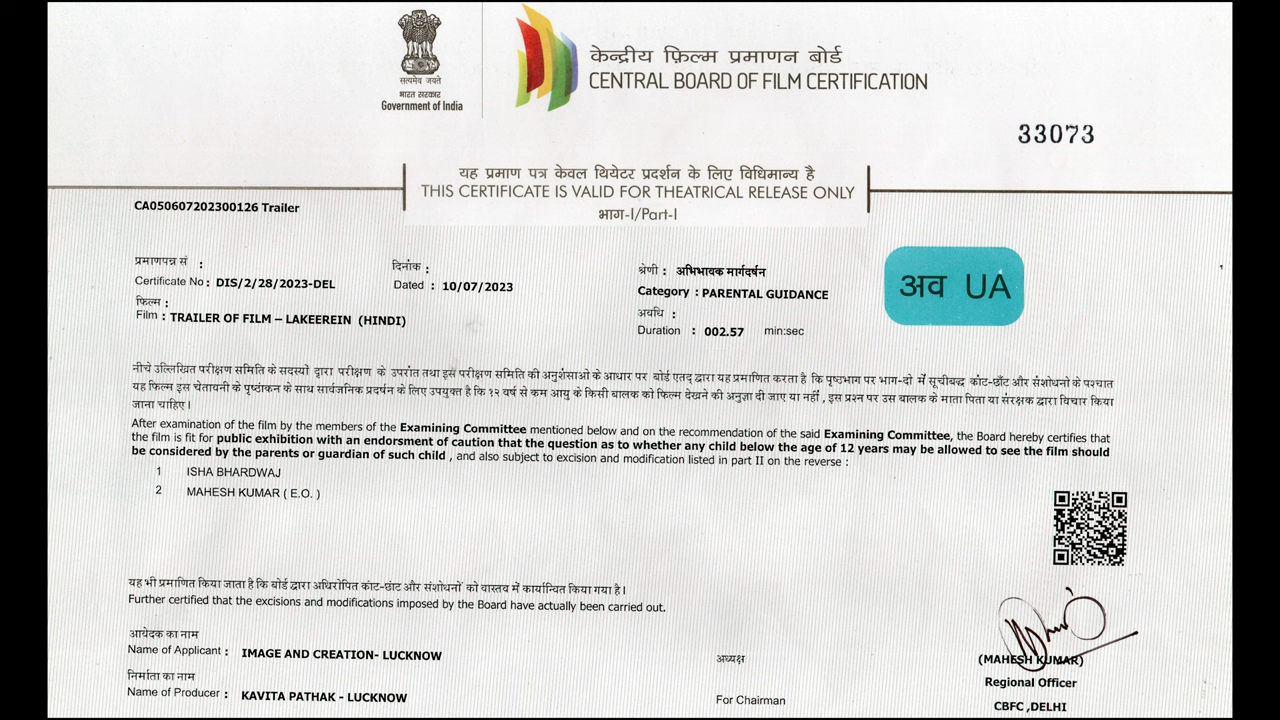 केन्द्रीय फ़िल्म प्रमाणन बोर्ड
CENTRAL BOARD OF FILM CERTIFICATION
सत्यमेव जयते
भारत सरकार
Government of India
33073
यह प्रमाण पत्र केवल थियेटर प्रदर्शन के लिए विधिमान्य है
THIS CERTIFICATE IS VALID FOR THEATRICAL RELEASE ONLY
भाग-I/Part-I
CA050607202300126 Trailer
प्रमाणपत्र सं :
Certificate No : DIS/2/28/2023-DEL
दिनांक :
Dated : 10/07/2023
श्रेणी : अभिभावक मार्गदर्षन
Category : PARENTAL GUIDANCE
अव UA
फिल्म :
Film : TRAILER OF FILM – LAKEEREIN (HINDI)
अवधि :
Duration : 002.57 min:sec
नीचे उल्लिखित परीक्षण समिति के सदस्यों द्वारा परीक्षण के उपरांत तथा इस परीक्षण समिति की अनुशंसाओ के आधार पर बोर्ड एतद् द्वारा यह प्रमाणित करता है कि पृष्ठभाग पर भाग-दो में सूचीबद्ध कांट-छाँट और संशोधनो के पश्चात
यह फिल्म इस चेतावनी के पृष्ठांकन के साथ सार्वजनिक प्रदर्षन के लिए उपयुक्त है कि १२ वर्ष से कम आयु के किसी बालक को फिल्म देखने की अनुज्ञा दी जाए या नहीं , इस प्रश्न पर उस बालक के माता पिता या संरक्षक द्वारा विचार किया
जाना चाहिए ।
After examination of the film by the members of the Examining Committee mentioned below and on the recommendation of the said Examining Committee, the Board hereby certifies that
the film is fit for public exhibition with an endorsement of caution that the question as to whether any child below the age of 12 years may be allowed to see the film should
be considered by the parents or guardian of such child , and also subject to excision and modification listed in part II on the reverse :
1 ISHA BHARDWAJ
2 MAHESH KUMAR ( E.O. )
यह भी प्रमाणित किया जाता है कि बोर्ड द्वारा अधिरोपित कांट-छांट और संशोधनों को वास्तव में कार्यान्वित किया गया है ।
Further certified that the excisions and modifications imposed by the Board have actually been carried out.
आवेदक का नाम
Name of Applicant : IMAGE AND CREATION- LUCKNOW
निर्माता का नाम
Name of Producer : KAVITA PATHAK - LUCKNOW
अध्यक्ष
For Chairman
(MAHESH KUMAR)
Regional Officer
CBFC ,DELHI